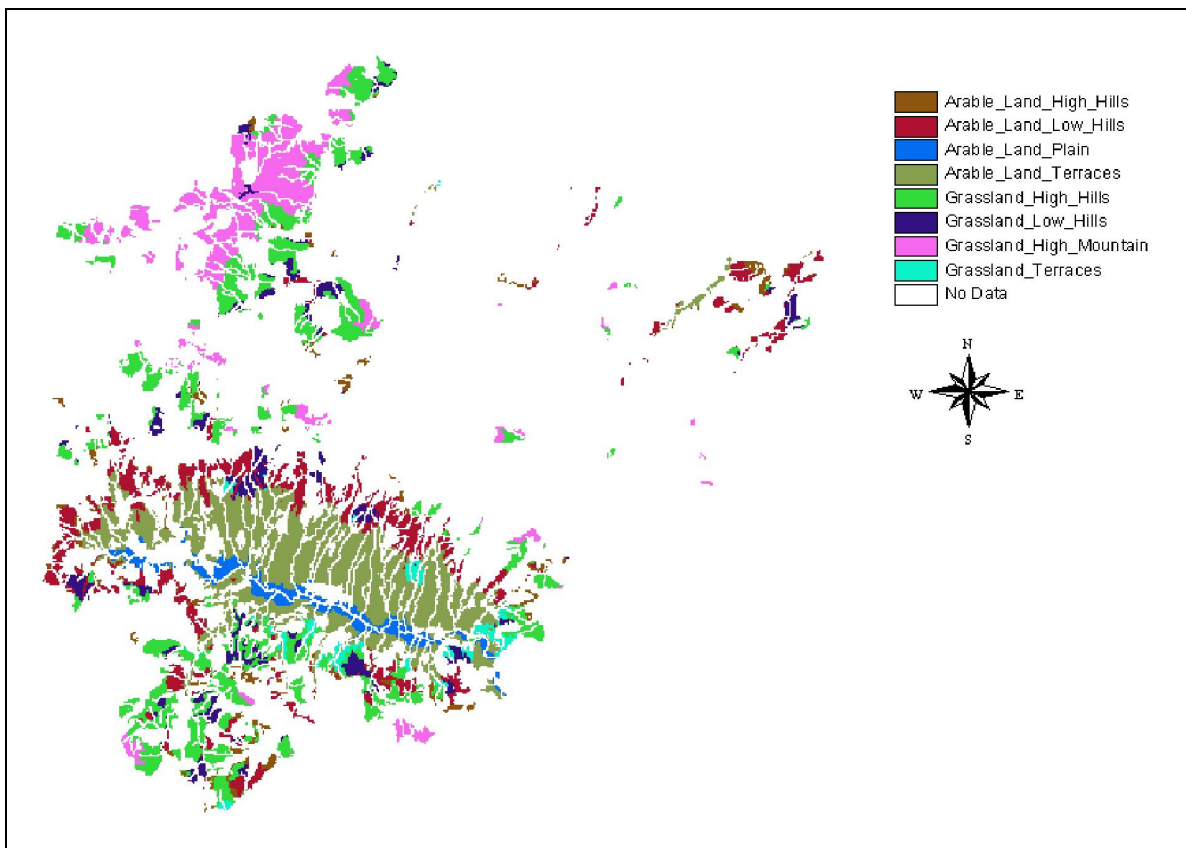 Arable_Land_High_Hills
Arable_Land_Low_Hills
Arable_Land_Plain
Arable_Land_Terraces
Grassland_High_Hills
Grassland_Low_Hills
Grassland_High_Mountain
Grassland_Terraces
No Data
N
W E
S